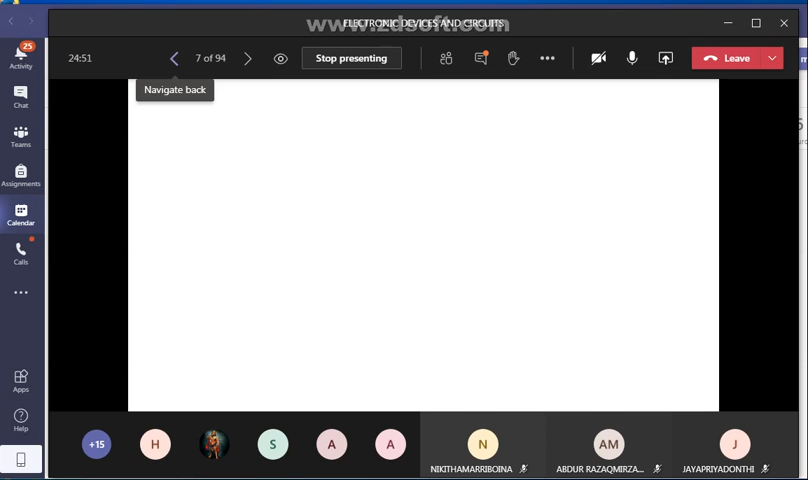 www.zdsoft.com
ELECTRONIC DEVICES AND CIRCUITS
25
Activity
24:51
7 of 94
Stop presenting
Leave
Navigate back
Chat
Teams
Assignments
Calendar
Calls
Apps
Help
+15
H
S
A
A
N
AM
J
NIKITHAMARRIBOINA
ABDUR RAZAQMIRZA...
JAYAPRIYADONTHI